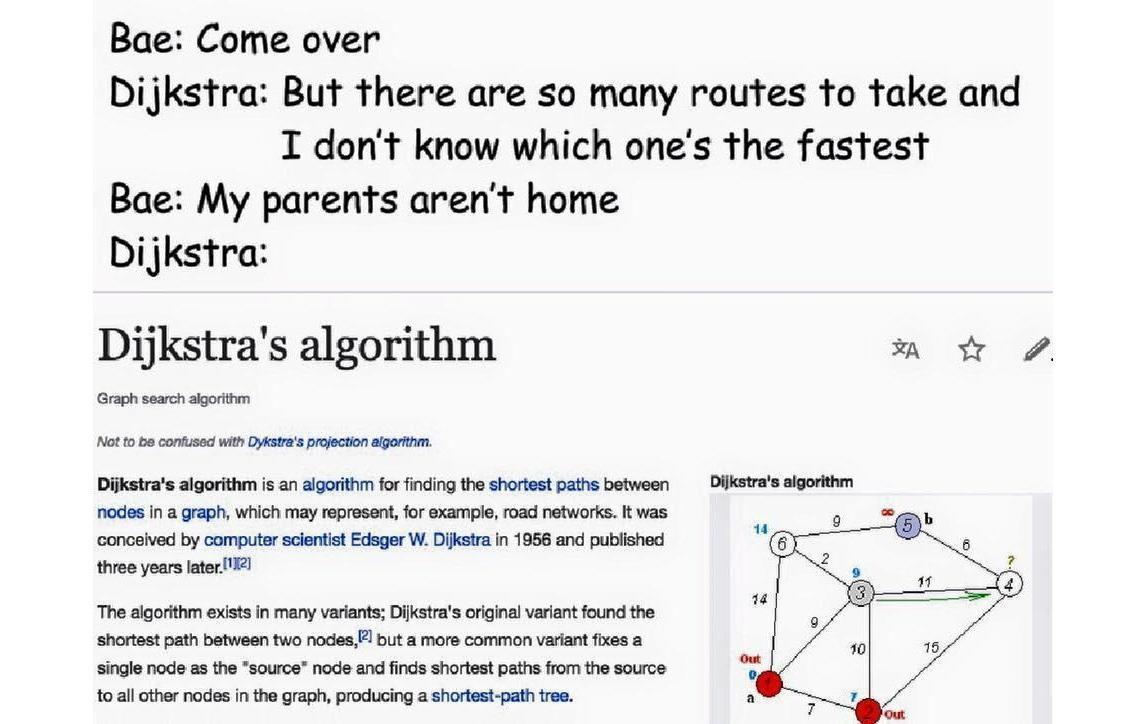 Bae: Come over
Dijkstra: But there are so many routes to take and
I don't know which one's the fastest
Bae: My parents aren't home
Dijkstra:
Dijkstra's algorithm
文A
Graph search algorithm
Not to be confused with Dykstra's projection algorithm.
Dijkstra's algorithm is an algorithm for finding the shortest paths between
nodes in a graph, which may represent, for example, road networks. It was
conceived by computer scientist Edsger W. Dijkstra in 1956 and published
three years later.[1][2]
The algorithm exists in many variants; Dijkstra's original variant found the
shortest path between two nodes,[2] but a more common variant fixes a
single node as the "source" node and finds shortest paths from the source
to all other nodes in the graph, producing a shortest-path tree.
Dijkstra's algorithm
14 9 ∞ 5 b
6 2 6
9 ?
3 11 4
14 9 10 15
Out
0 1
a 7 7 2 Out